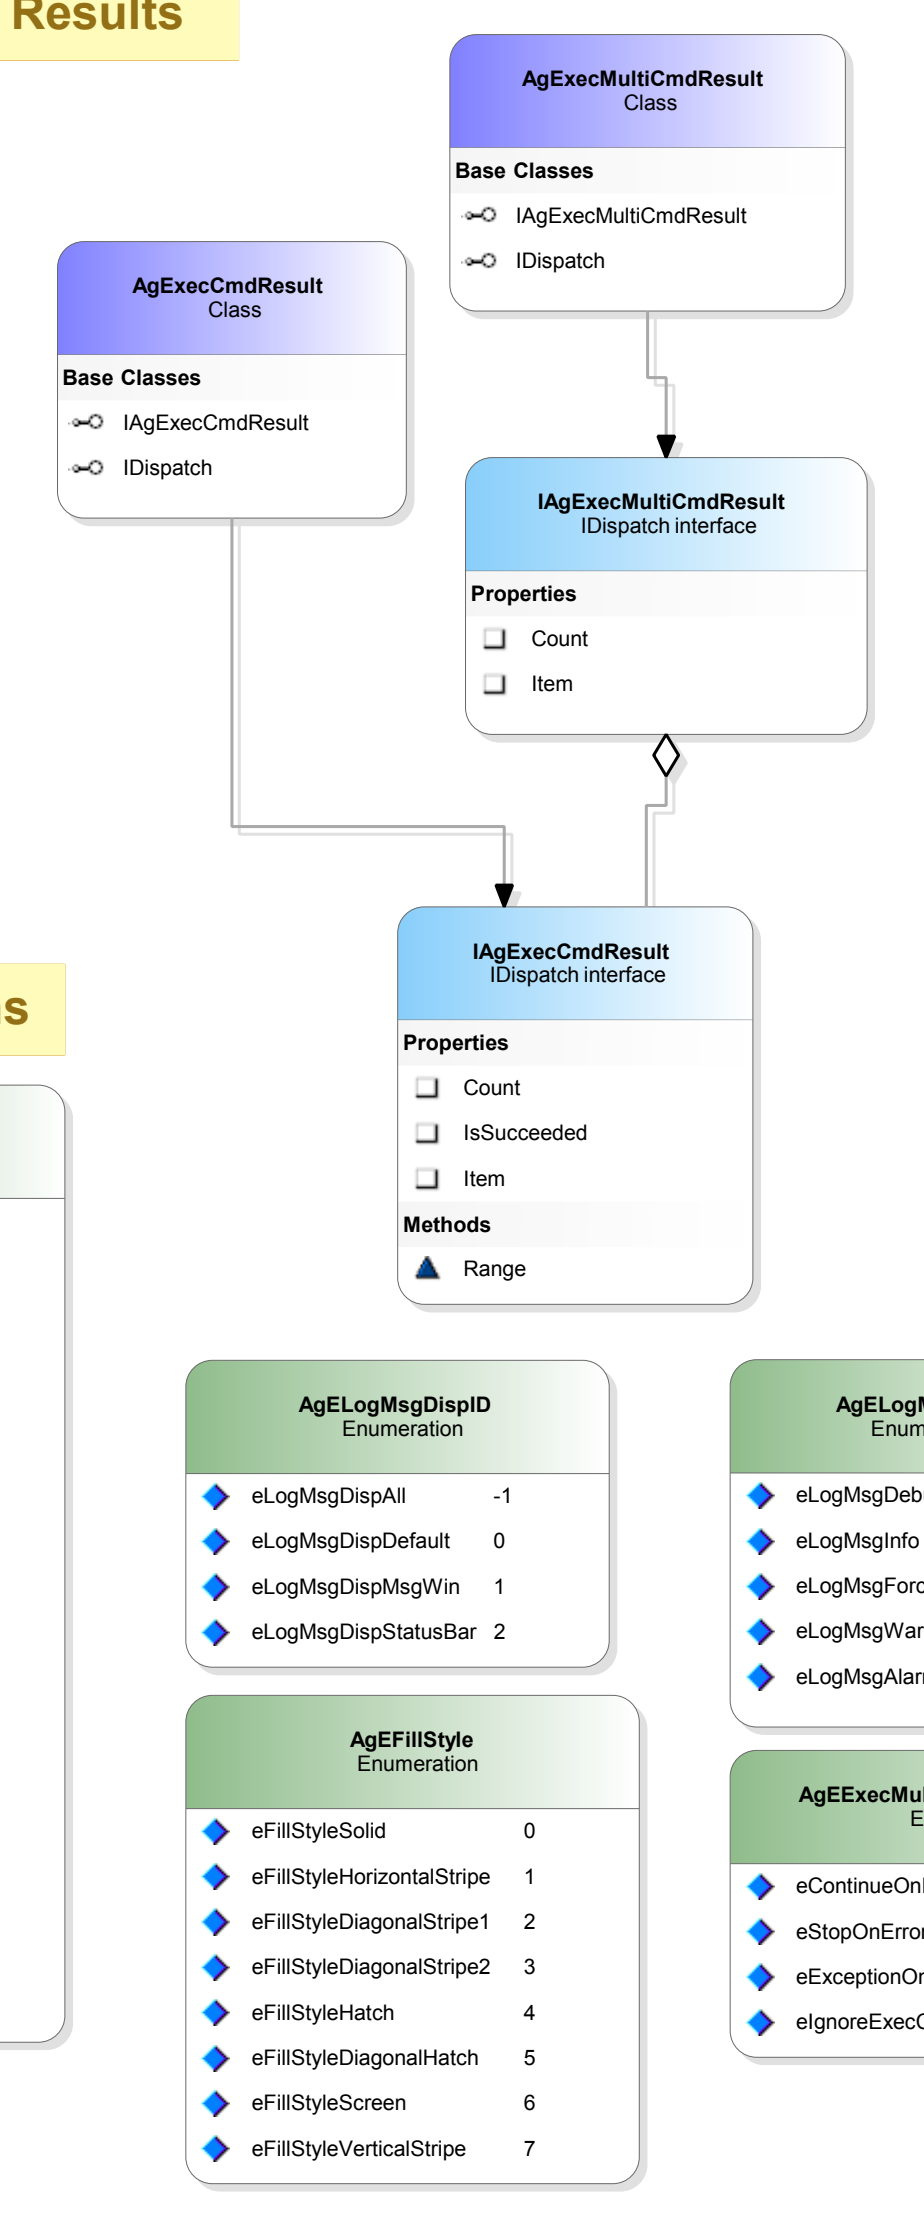 Results
AgExecMultiCmdResult
Class
Base Classes
IAgExecMultiCmdResult
IDispatch
AgExecCmdResult
Class
Base Classes
IAgExecCmdResult
IDispatch
IAgExecMultiCmdResult
IDispatch interface
Properties
Count
Item
IAgExecCmdResult
IDispatch interface
Properties
Count
IsSucceeded
Item
Methods
Range
AgELogMsgDispID
Enumeration
eLogMsgDispAll -1
eLogMsgDispDefault 0
eLogMsgDispMsgWin 1
eLogMsgDispStatusBar 2
AgEFillStyle
Enumeration
eFillStyleSolid 0
eFillStyleHorizontalStripe 1
eFillStyleDiagonalStripe1 2
eFillStyleDiagonalStripe2 3
eFillStyleHatch 4
eFillStyleDiagonalHatch 5
eFillStyleScreen 6
eFillStyleVerticalStripe 7
eLogMsgInfo